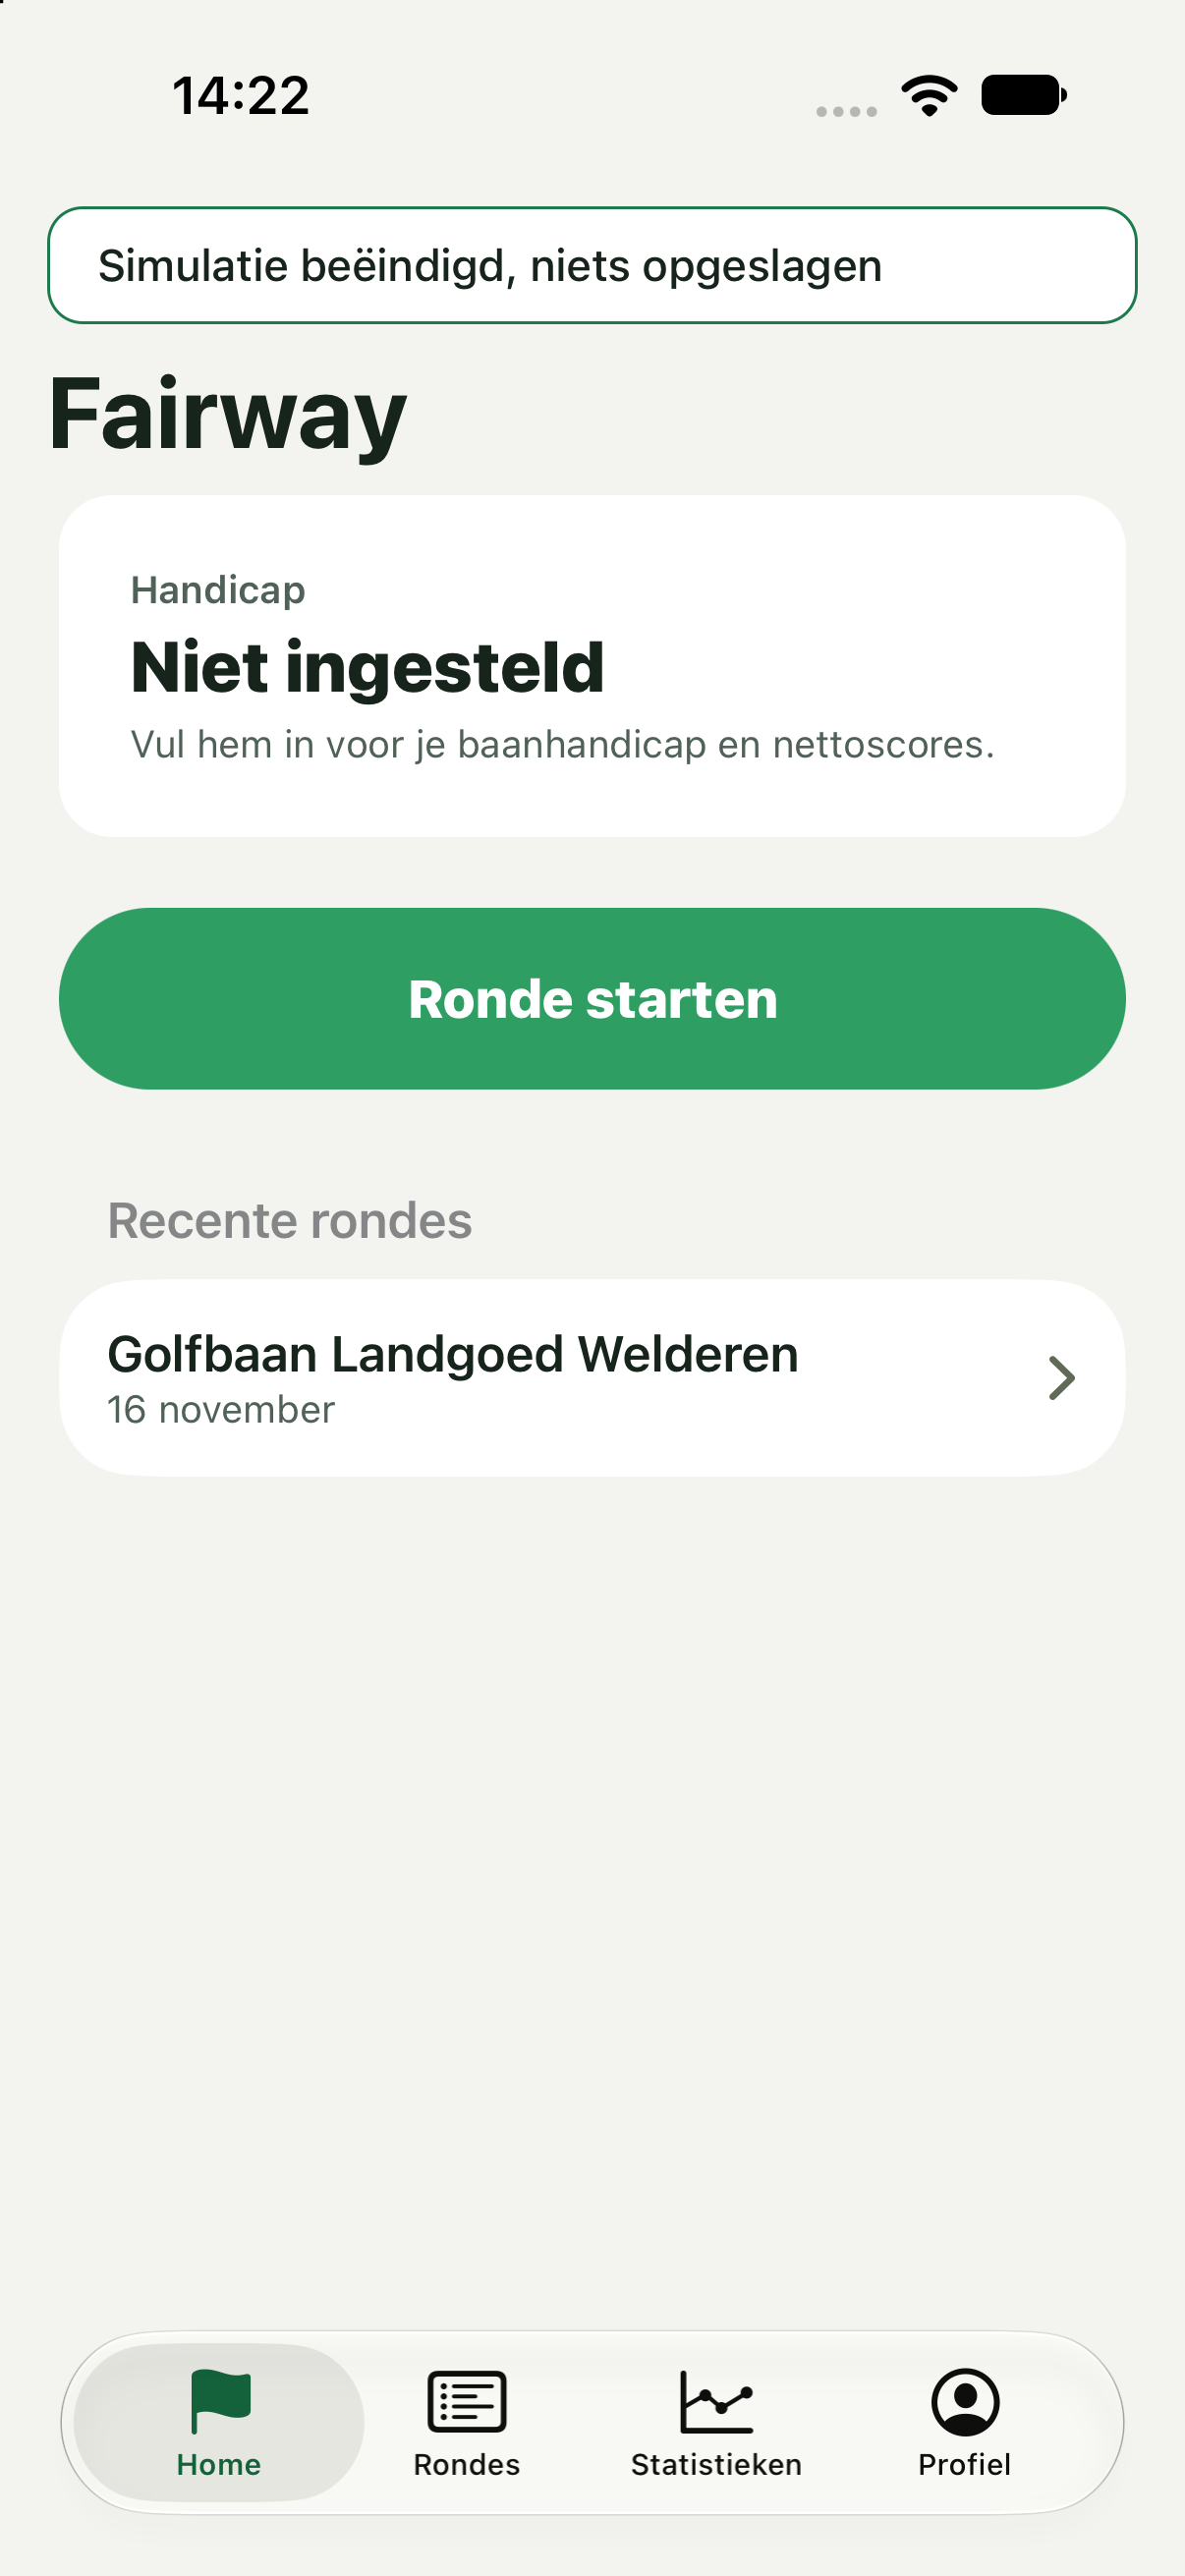 14:22
Simulatie beëindigd, niets opgeslagen
Fairway
Handicap
Niet ingesteld
Vul hem in voor je baanhandicap en nettoscores.
Ronde starten
Recente rondes
Golfbaan Landgoed Welderen
16 november
Home
Rondes
Statistieken
Profiel